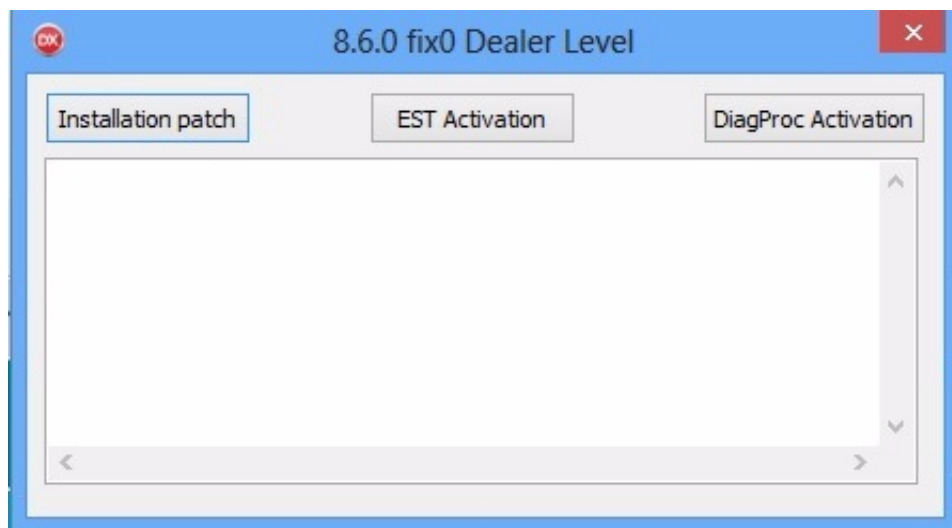 DX
8.6.0 fix0 Dealer Level
Installation patch
EST Activation
DiagProc Activation